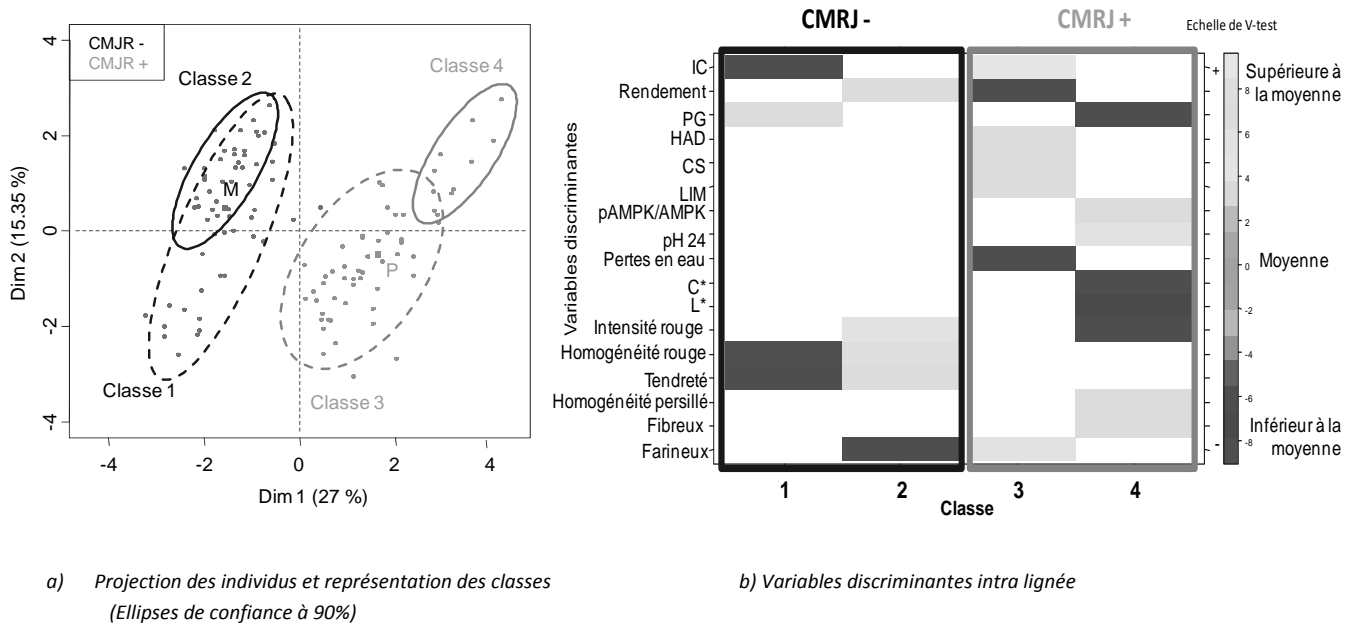 a)
4
2
0
-2
-4
Dim 2 (15.35 %)
CMJR -
CMJR +
Classe 2
Classe 4
M
P
Classe 1
Classe 3
-4 -2 0 2 4
Dim 1 (27 %)
a) Projection des individus et représentation des classes
(Ellipses de confiance à 90%)
b)
CMRJ -
CMRJ +
Echelle de V-test
Variables discriminantes
IC
Rendement
PG
HAD
CS
LIM
pAMPK/AMPK
pH 24
Pertes en eau
C*
L*
Intensité rouge
Homogénéité rouge
Tendreté
Homogénéité persillé
Fibreux
Farineux
1 2 3 4
Classe
+
-
8
6
4
2
0
-2
-4
-6
-8
Supérieure à
la moyenne
Moyenne
Inférieur à la
moyenne
b) Variables discriminantes intra lignée